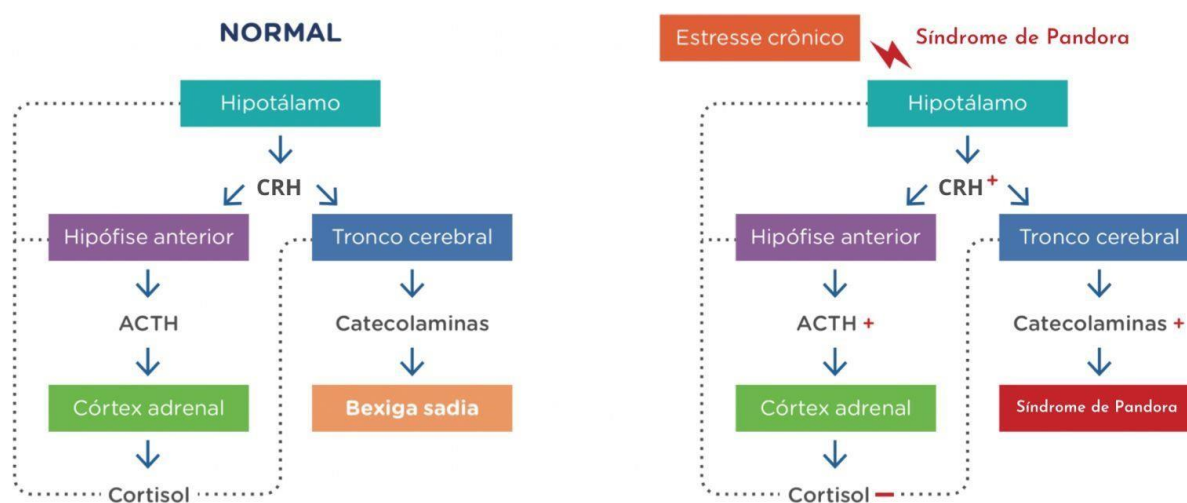 NORMAL
Hipotálamo
CRH
Hipófise anterior
Tronco cerebral
ACTH
Catecolaminas
Córtex adrenal
Bexiga sadia
Cortisol
Estresse crônico
Síndrome de Pandora
Hipotálamo
CRH +
Hipófise anterior
Tronco cerebral
ACTH +
Catecolaminas +
Córtex adrenal
Síndrome de Pandora
Cortisol −